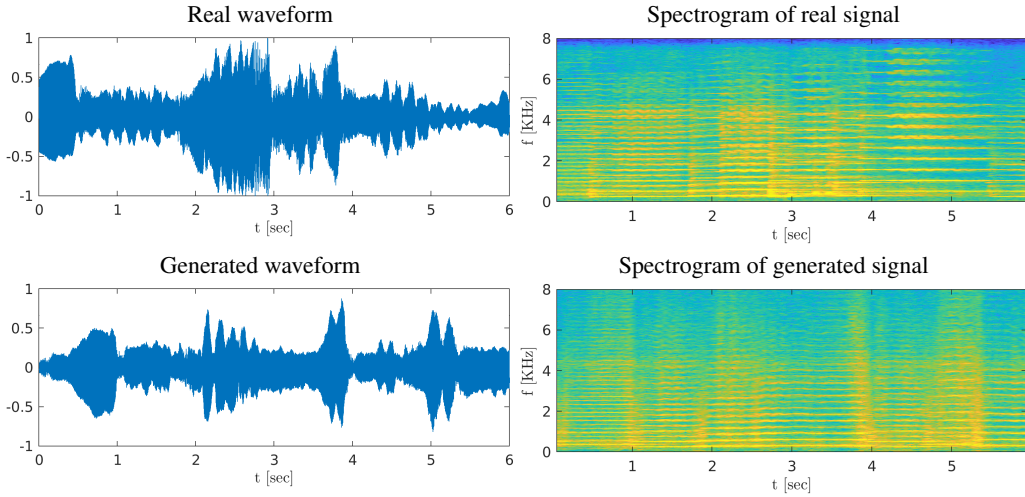 Real waveform
1
0.5
0
-0.5
-1
0 1 2 3 4 5 6
t [sec]
Spectrogram of real signal
8
6
4
2
0
f [KHz]
1 2 3 4 5
t [sec]
Generated waveform
1
0.5
0
-0.5
-1
0 1 2 3 4 5 6
t [sec]
Spectrogram of generated signal
8
6
4
2
0
f [KHz]
1 2 3 4 5
t [sec]